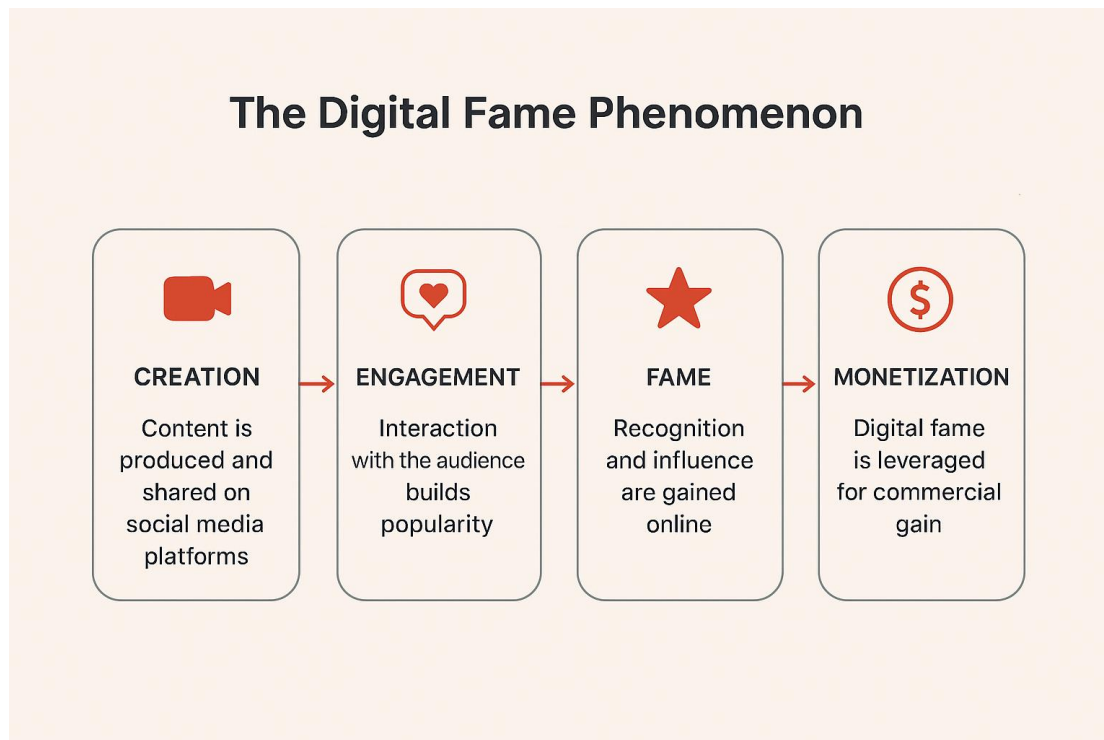 The Digital Fame Phenomenon
CREATION
Content is
produced and
shared on
social media
platforms
ENGAGEMENT
Interaction
with the audience
builds
popularity
FAME
Recognition
and influence
are gained
online
$
MONETIZATION
Digital fame
is leveraged
for commercial
gain